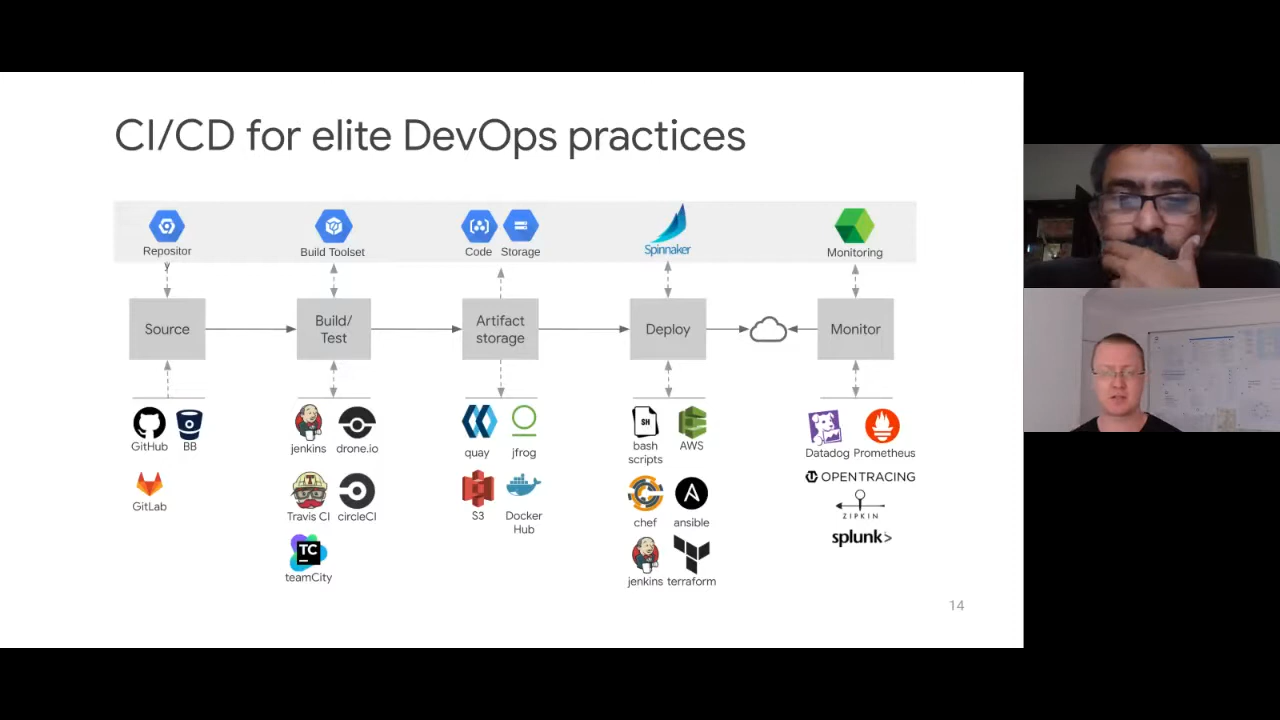 CI/CD for elite DevOps practices
Repositor
y
Build Toolset
Code
Storage
Spinnaker
Monitoring
Source
Build/
Test
Artifact
storage
Deploy
Monitor
GitHub
BB
GitLab
jenkins
drone.io
Travis CI
circleCI
TC
teamCity
quay
jfrog
S3
Docker
Hub
SH
bash
scripts
AWS
chef
ansible
jenkins
terraform
Datadog
Prometheus
OPENTRACING
ZIPKIN
splunk>
14